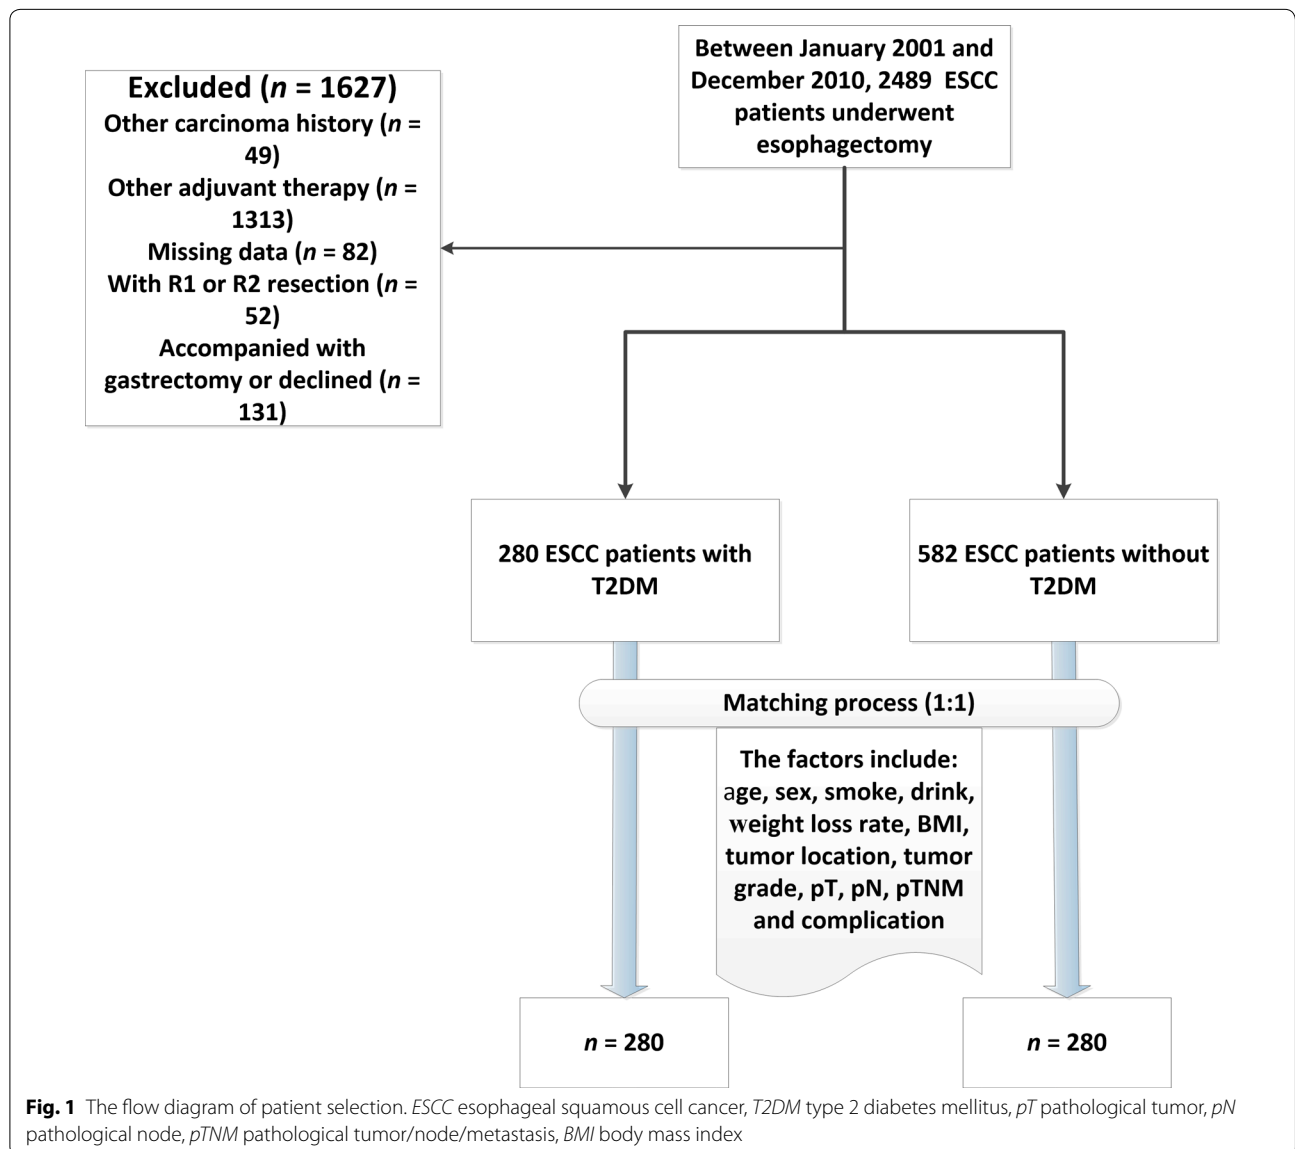 Between January 2001 and
December 2010, 2489 ESCC
patients underwent
esophagectomy
Excluded (n = 1627)
Other carcinoma history (n =
49)
Other adjuvant therapy (n =
1313)
Missing data (n = 82)
With R1 or R2 resection (n =
52)
Accompanied with
gastrectomy or declined (n =
131)
280 ESCC patients with
T2DM
582 ESCC patients without
T2DM
Matching process (1:1)
The factors include:
age, sex, smoke, drink,
weight loss rate, BMI,
tumor location, tumor
grade, pT, pN, pTNM
and complication
n = 280
n = 280
Fig. 1 The flow diagram of patient selection. ESCC esophageal squamous cell cancer, T2DM type 2 diabetes mellitus, pT pathological tumor, pN
pathological node, pTNM pathological tumor/node/metastasis, BMI body mass index